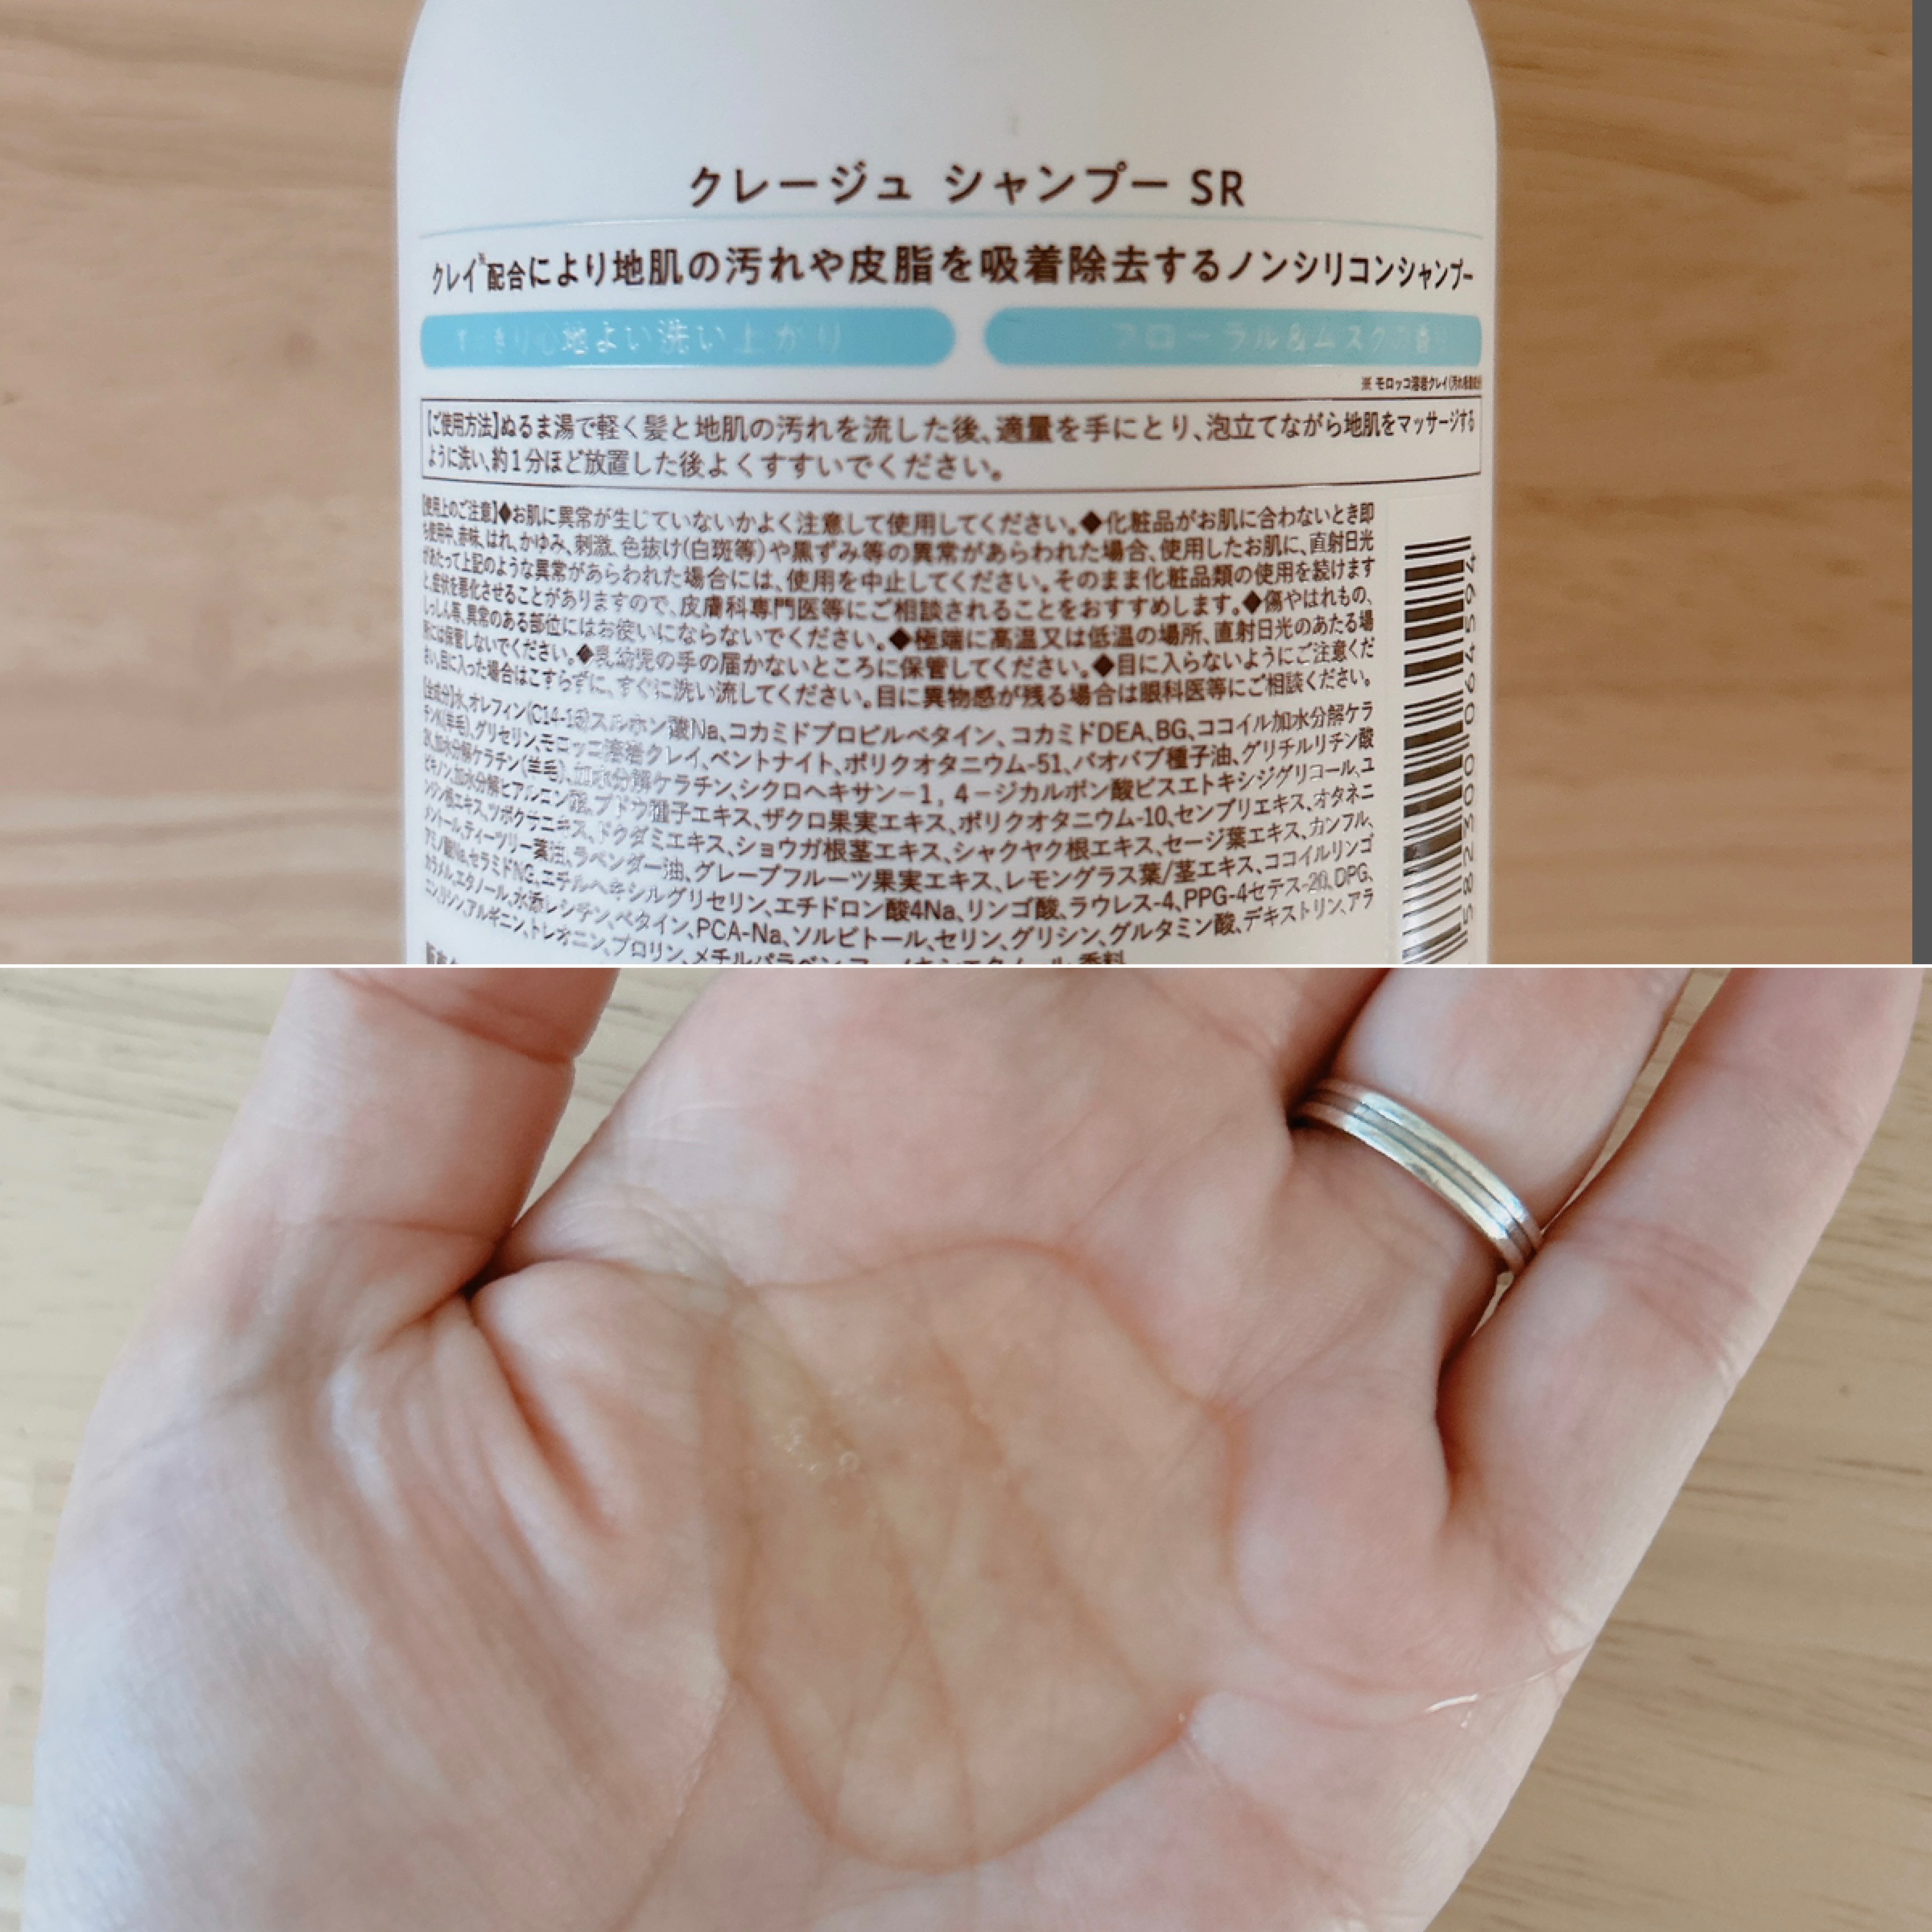 クレージュ シャンプー SR
クレイ※配合により地肌の汚れや皮脂を吸着除去するノンシリコンシャンプー
すっきり心地よい洗い上がり
フローラル&ムスクの香り
※ モロッコ溶岩クレイ
【ご使用方法】ぬるま湯で軽く髪と地肌の汚れを流した後、適量を手にとり、泡立てながら地肌をマッサージする
ように洗い、約1分ほど放置した後よくすすいでください。
【使用上のご注意】◆お肌に異常が生じていないかよく注意して使用してください。◆化粧品がお肌に合わないとき即
ち使用中、赤味、はれ、かゆみ、刺激、色抜け(白斑等)や黒ずみ等の異常があらわれた場合、使用したお肌に、直射日光
があたって上記のような異常があらわれた場合には、使用を中止してください。そのまま化粧品類の使用を続けます
と、症状を悪化させることがありますので、皮膚科専門医等にご相談されることをおすすめします。◆傷やはれもの、
しっしん等、異常のある部位にはお使いにならないでください。◆極端に高温又は低温の場所、直射日光のあたる場
所には保管しないでください。◆乳幼児の手の届かないところに保管してください。◆目に入らないようにご注意くだ
さい。目に入った場合はこすらずに、すぐに洗い流してください。目に異物感が残る場合は眼科医等にご相談ください。
【全成分】水、オレフィン(C14-16)スルホン酸Na、コカミドプロピルベタイン、コカミドDEA、BG、ココイル加水分解ケラ
チンK(羊毛)、グリセリン、モロッコ溶岩クレイ、ベントナイト、ポリクオタニウム-51、バオバブ種子油、グリチルリチン酸
2K、加水分解ケラチン(羊毛)、加水分解ケラチン、シクロヘキサン-1,4-ジカルボン酸ビスエトキシジグリコール、ユ
ビキノン、加水分解ヒアルロン酸、ブドウ種子エキス、ザクロ果実エキス、ポリクオタニウム-10、センブリエキス、オタネニ
ンジン根エキス、ツボクサエキス、ドクダミエキス、ショウガ根茎エキス、シャクヤク根エキス、セージ葉エキス、カンフル、
メントール、ティーツリー葉油、ラベンダー油、グレープフルーツ果実エキス、レモングラス葉/茎エキス、ココイルリンゴ
アミノ酸Na、セラミドNG、エチルヘキシルグリセリン、エチドロン酸4Na、リンゴ酸、ラウレス-4、PPG-4セテス-20、DPG、
カラメル、エタノール、水添レシチン、ベタイン、PCA-Na、ソルビトール、セリン、グリシン、グルタミン酸、デキストリン、アラ
ニン、リシン、アルギニン、トレオニン、プロリン、メチルパラベン、フェノキシエタノール、香料